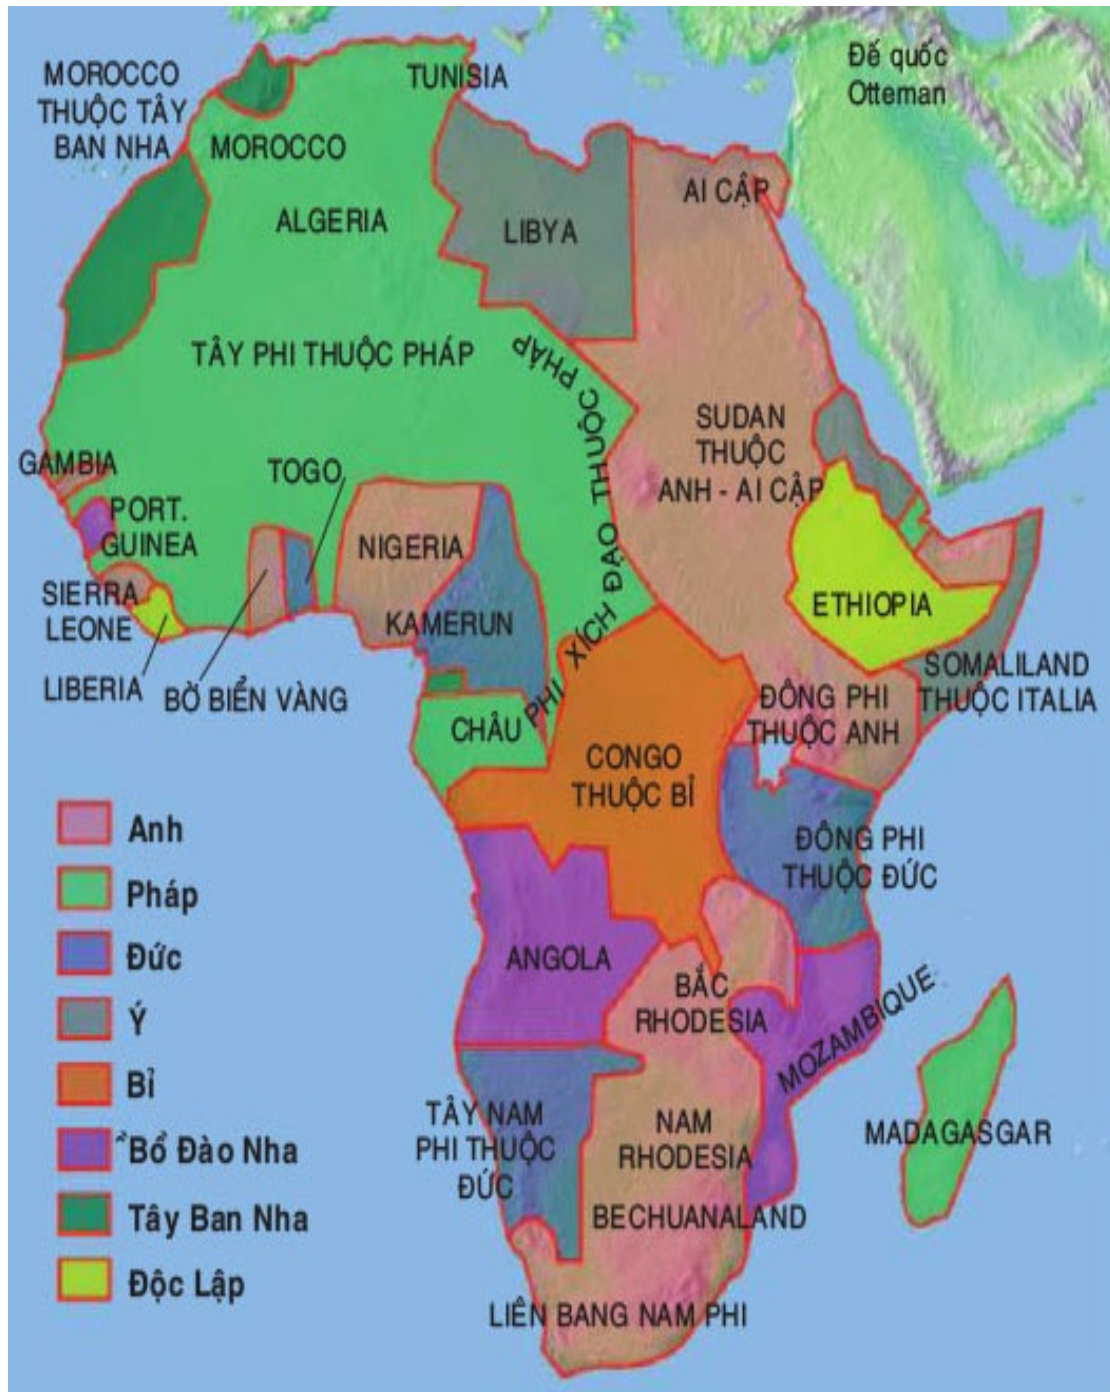 MOROCCO
THUỘC TÂY
BAN NHA
TUNISIA
Đế quốc
Otteman
MOROCCO
ALGERIA
LIBYA
AI CẬP
TÂY PHI THUỘC PHÁP
CHÂU PHI XÍCH ĐẠO THUỘC PHÁP
SUDAN
THUỘC
ANH - AI CẬP
GAMBIA
TOGO
PORT.
GUINEA
NIGERIA
SIERRA
LEONE
KAMERUN
ETHIOPIA
LIBERIA
BỜ BIỂN VÀNG
SOMALILAND
THUỘC ITALIA
ĐÔNG PHI
THUỘC ANH
CONGO
THUỘC BỈ
ĐÔNG PHI
THUỘC ĐỨC
ANGOLA
BẮC
RHODESIA
MOZAMBIQUE
TÂY NAM
PHI THUỘC
ĐỨC
NAM
RHODESIA
MADAGASGAR
BECHUANALAND
LIÊN BANG NAM PHI
Anh
Pháp
Đức
Ý
Bỉ
Bổ Đào Nha
Tây Ban Nha
Độc Lập